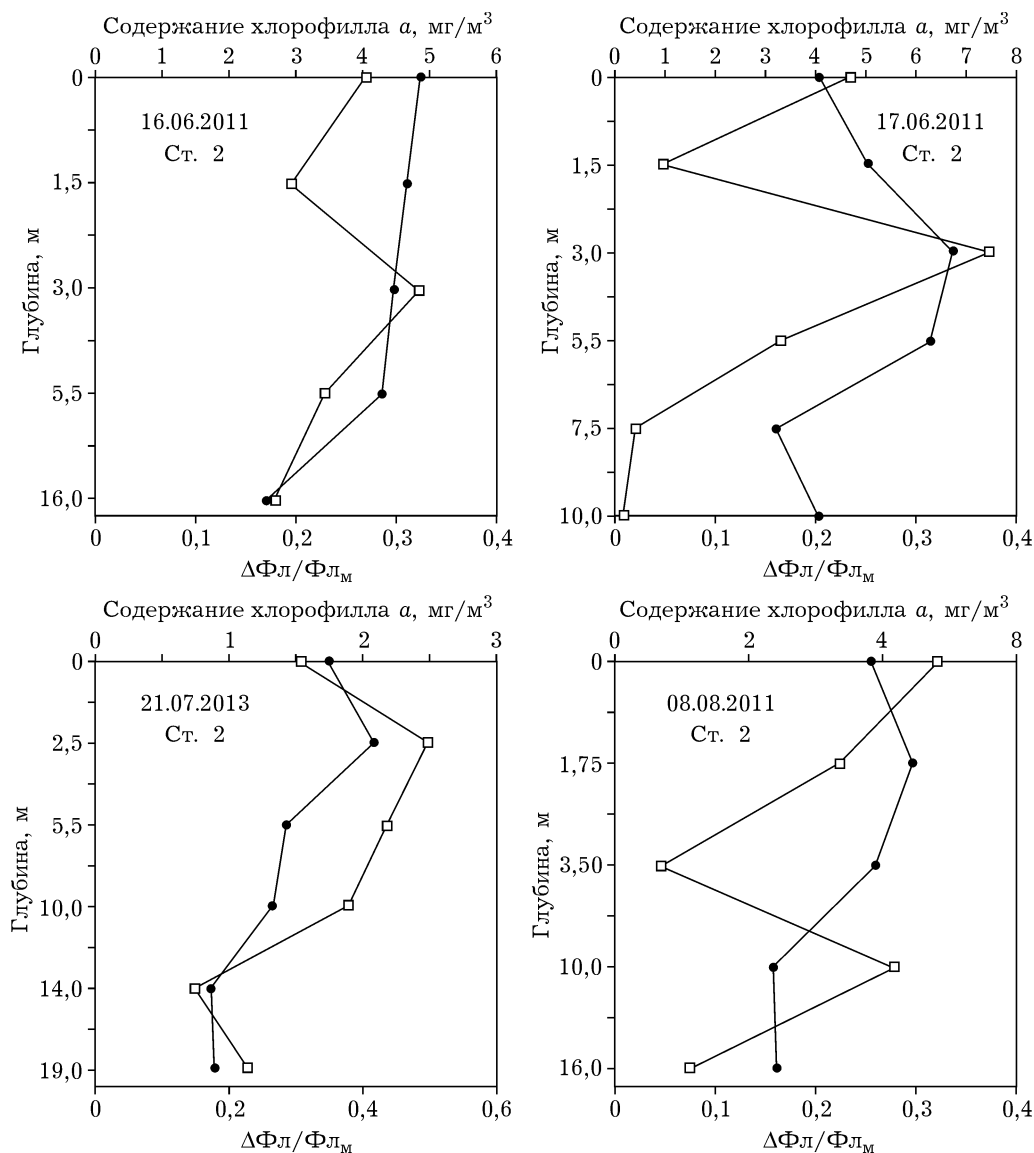 Содержание хлорофилла a, мг/м³
0 1 2 3 4 5 6
0
16.06.2011
Ст. 2
1,5
3,0
5,5
16,0
Глубина, м
0 0,1 0,2 0,3 0,4
ΔФл/Флм
Содержание хлорофилла a, мг/м³
0 1 2 3 4 5 6 7 8
0
17.06.2011
Ст. 2
1,5
3,0
5,5
7,5
10,0
Глубина, м
0 0,1 0,2 0,3 0,4
ΔФл/Флм
Содержание хлорофилла a, мг/м³
0 1 2 3
0
21.07.2013
Ст. 2
2,5
5,5
10,0
14,0
19,0
Глубина, м
0 0,2 0,4 0,6
ΔФл/Флм
Содержание хлорофилла a, мг/м³
0 2 4 6 8
0
08.08.2011
Ст. 2
1,75
3,50
10,0
16,0
Глубина, м
0 0,1 0,2 0,3 0,4
ΔФл/Флм